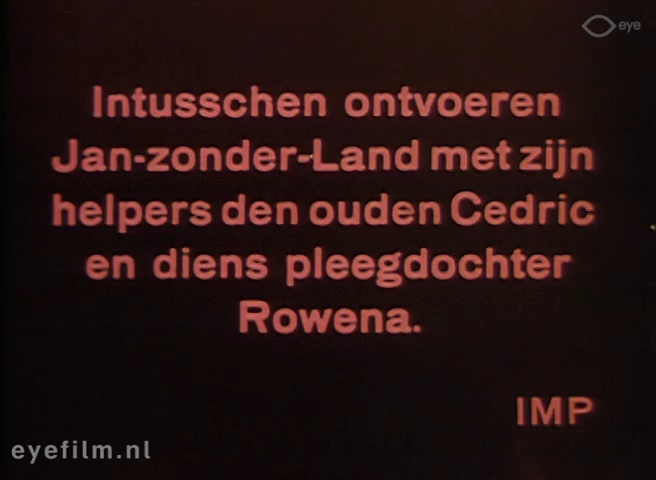 eye
Intusschen ontvoeren
Jan-zonder-Land met zijn
helpers den ouden Cedric
en diens pleegdochter
Rowena.
IMP
eyefilm.nl